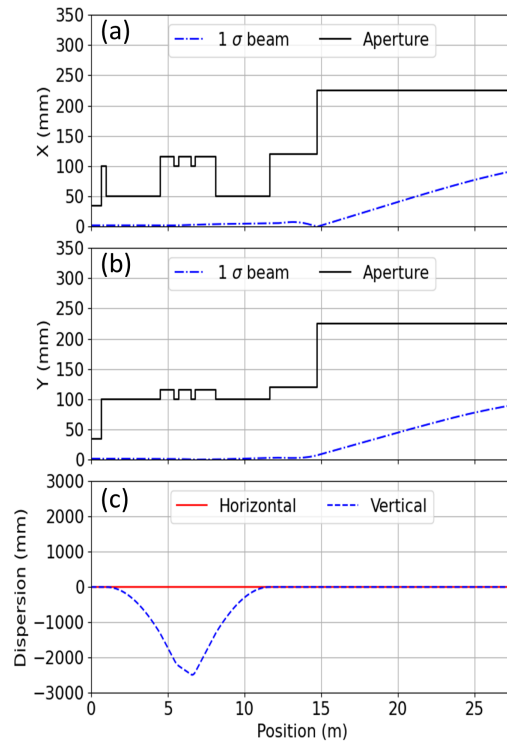 (a)
1 σ beam Aperture
350
300
250
200
150
100
50
0
X (mm)
(b)
1 σ beam Aperture
350
300
250
200
150
100
50
0
Y (mm)
(c)
Horizontal Vertical
3000
2000
1000
0
−1000
−2000
−3000
Dispersion (mm)
0 5 10 15 20 25
Position (m)